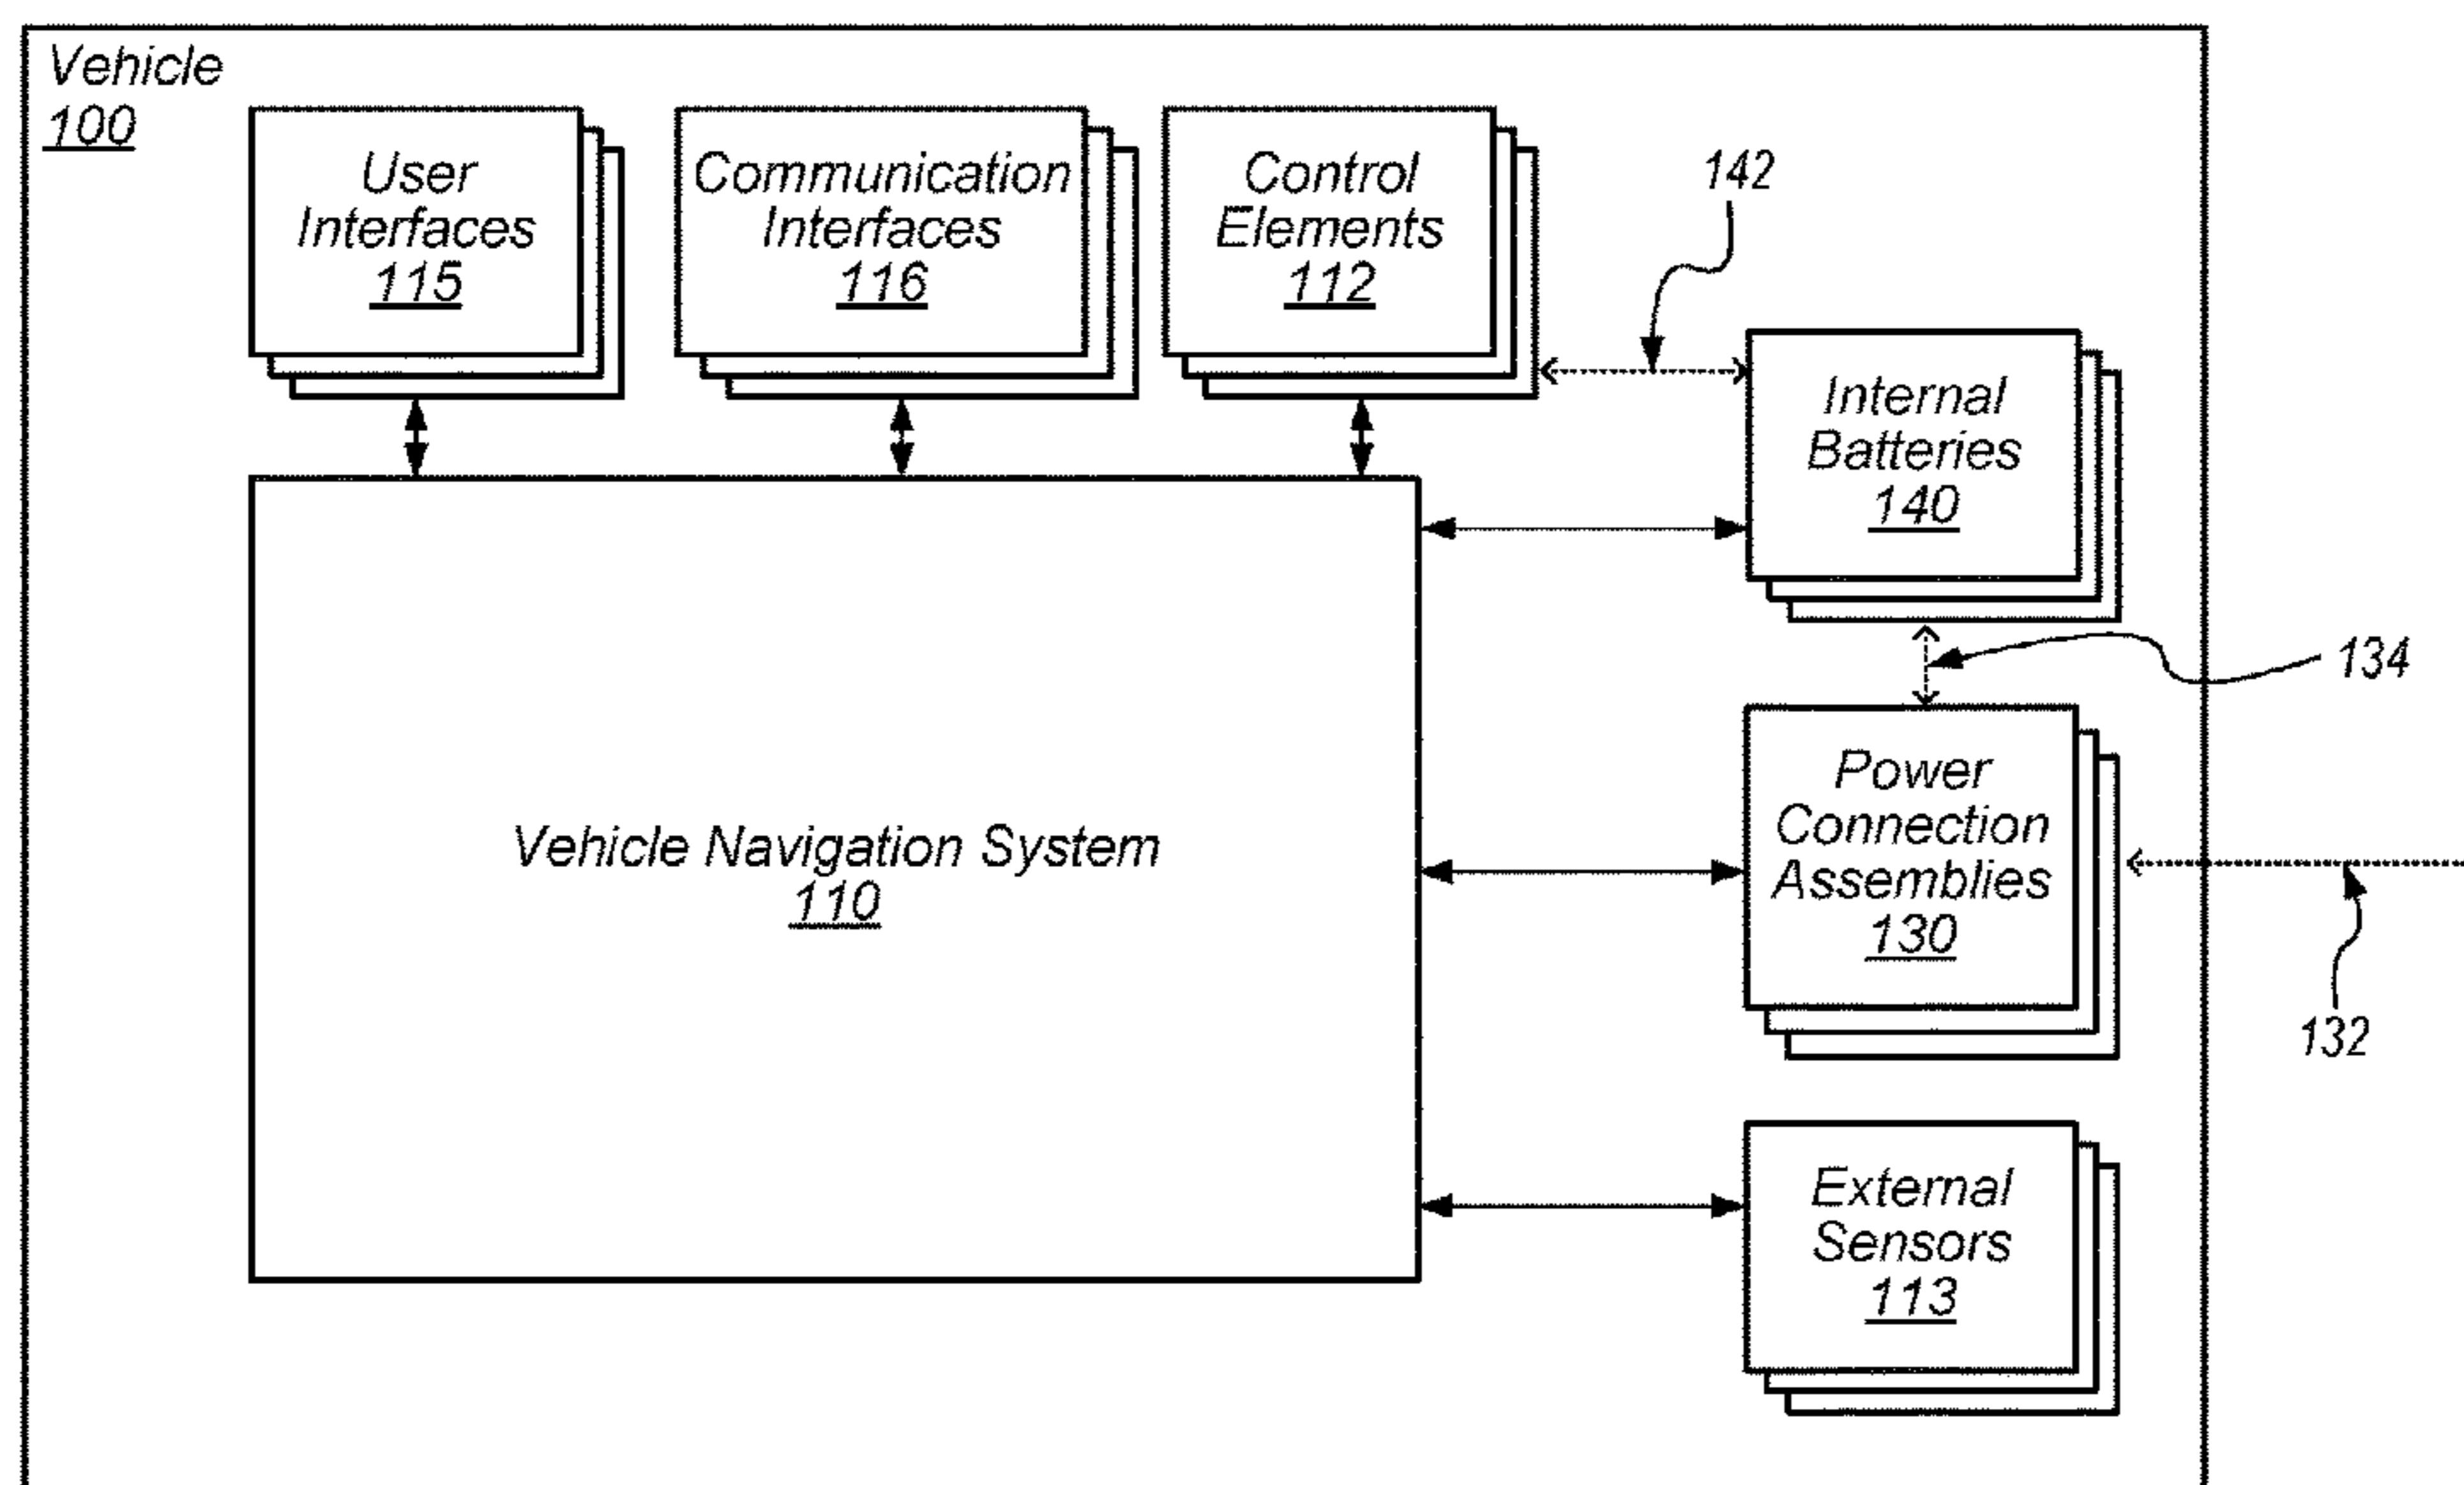 Vehicle
100
User
Interfaces
115
Communication
Interfaces
116
Control
Elements
112
142
Internal
Batteries
140
134
Vehicle Navigation System
110
Power
Connection
Assemblies
130
132
External
Sensors
113